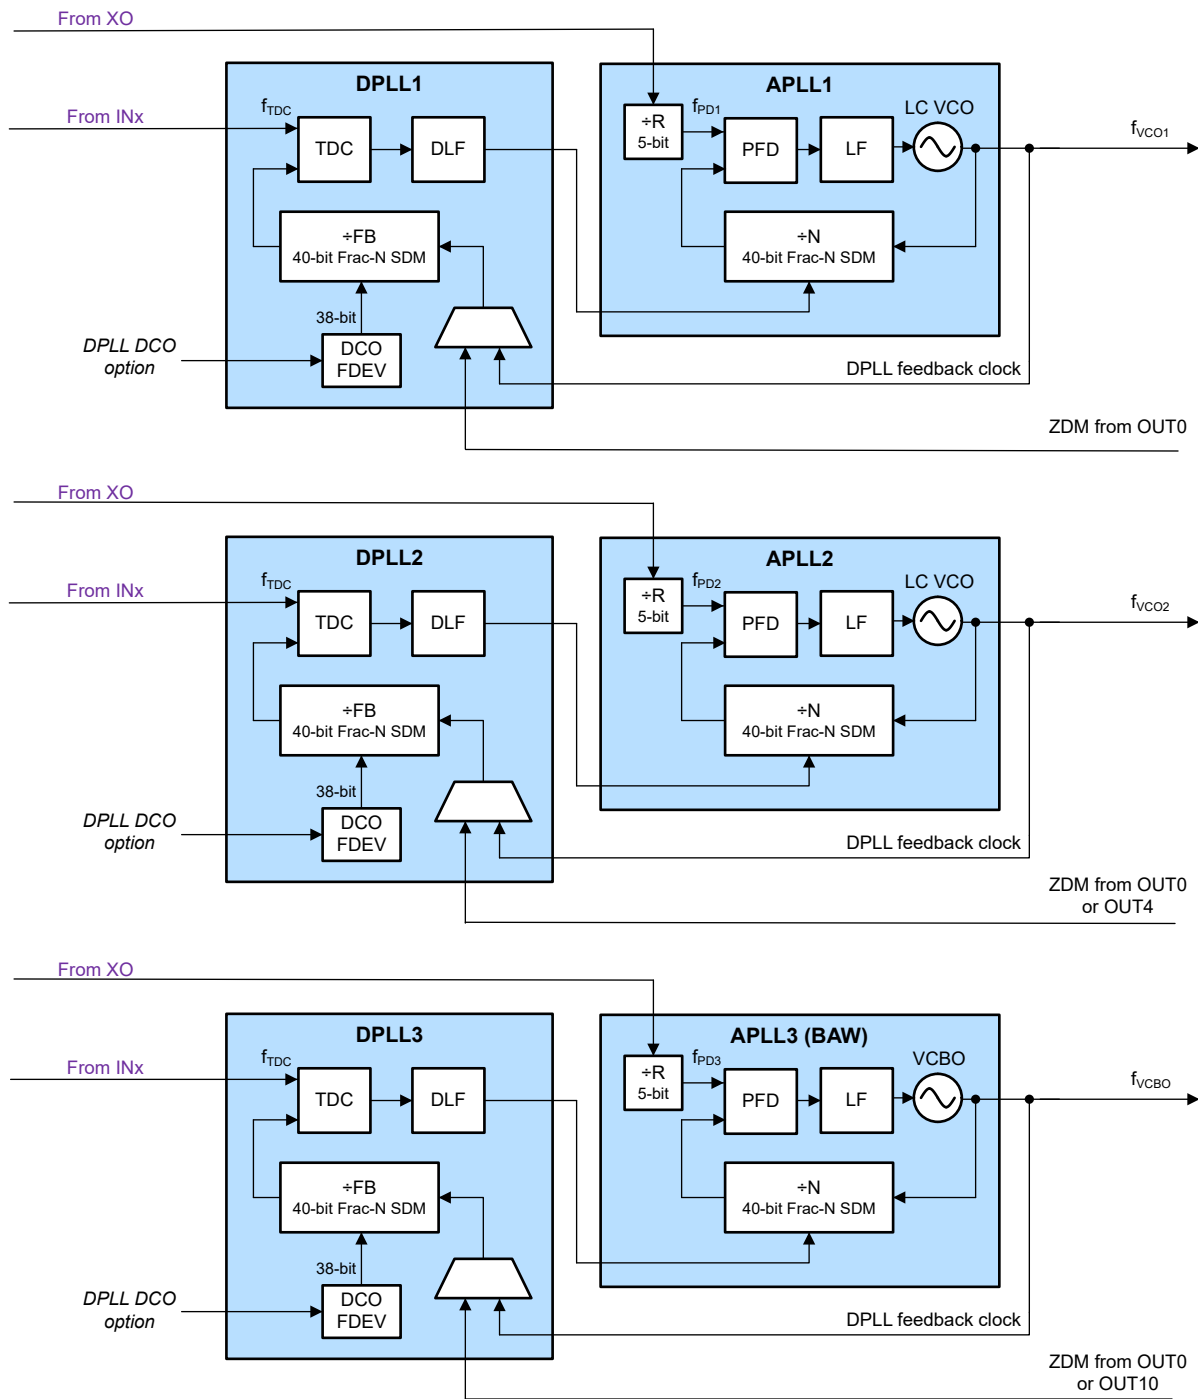 From XO
DPLL1
APLL1
From INx
fTDC
TDC
DLF
÷R
5-bit
fPD1
PFD
LF
LC VCO
fVCO1
÷FB
40-bit Frac-N SDM
÷N
40-bit Frac-N SDM
38-bit
DPLL DCO
option
DCO
FDEV
DPLL feedback clock
ZDM from OUT0
From XO
DPLL2
APLL2
From INx
fTDC
TDC
DLF
÷R
5-bit
fPD2
PFD
LF
LC VCO
fVCO2
÷FB
40-bit Frac-N SDM
÷N
40-bit Frac-N SDM
38-bit
DPLL DCO
option
DCO
FDEV
DPLL feedback clock
ZDM from OUT0
or OUT4
From XO
DPLL3
APLL3 (BAW)
From INx
fTDC
TDC
DLF
÷R
5-bit
fPD3
PFD
LF
VCBO
fVCBO
÷FB
40-bit Frac-N SDM
÷N
40-bit Frac-N SDM
38-bit
DPLL DCO
option
DCO
FDEV
DPLL feedback clock
ZDM from OUT0
or OUT10